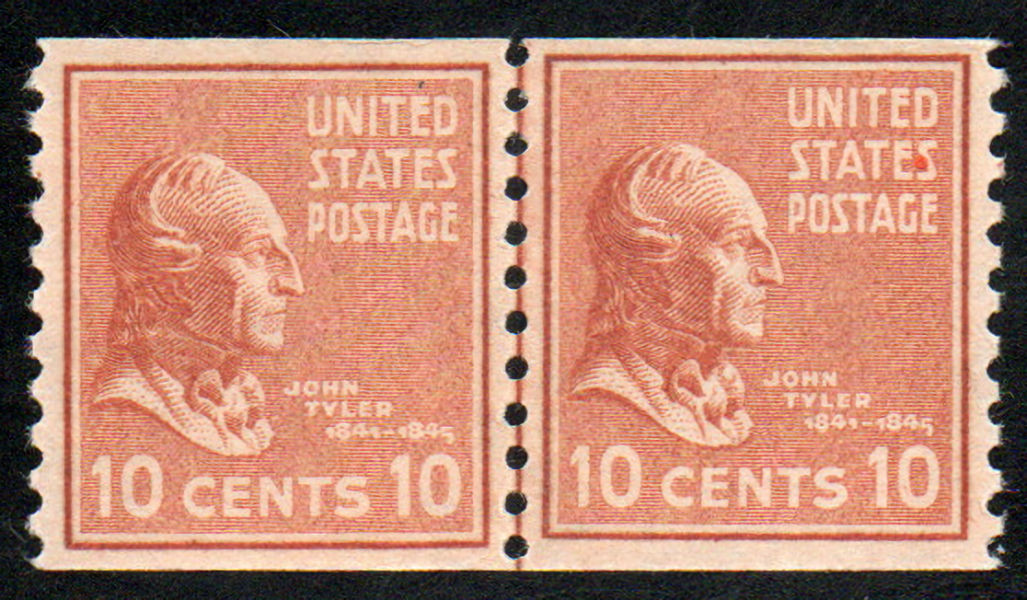 UNITED
STATES
POSTAGE
JOHN
TYLER
1841-1845
10 CENTS 10
UNITED
STATES
POSTAGE
JOHN
TYLER
1841-1845
10 CENTS 10